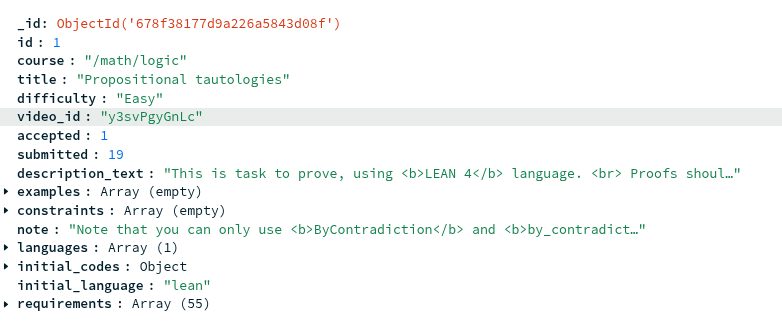 _id: ObjectId('678f38177d9a226a5843d08f')
id : 1
course : "/math/logic"
title : "Propositional tautologies"
difficulty : "Easy"
video_id : "y3svPgyGnLc"
accepted : 1
submitted : 19
description_text : "This is task to prove, using <b>LEAN 4</b> language. <br> Proofs shoul…"
examples : Array (empty)
constraints : Array (empty)
note : "Note that you can only use <b>ByContradiction</b> and <b>by_contradict…"
languages : Array (1)
initial_codes : Object
initial_language : "lean"
requirements : Array (55)